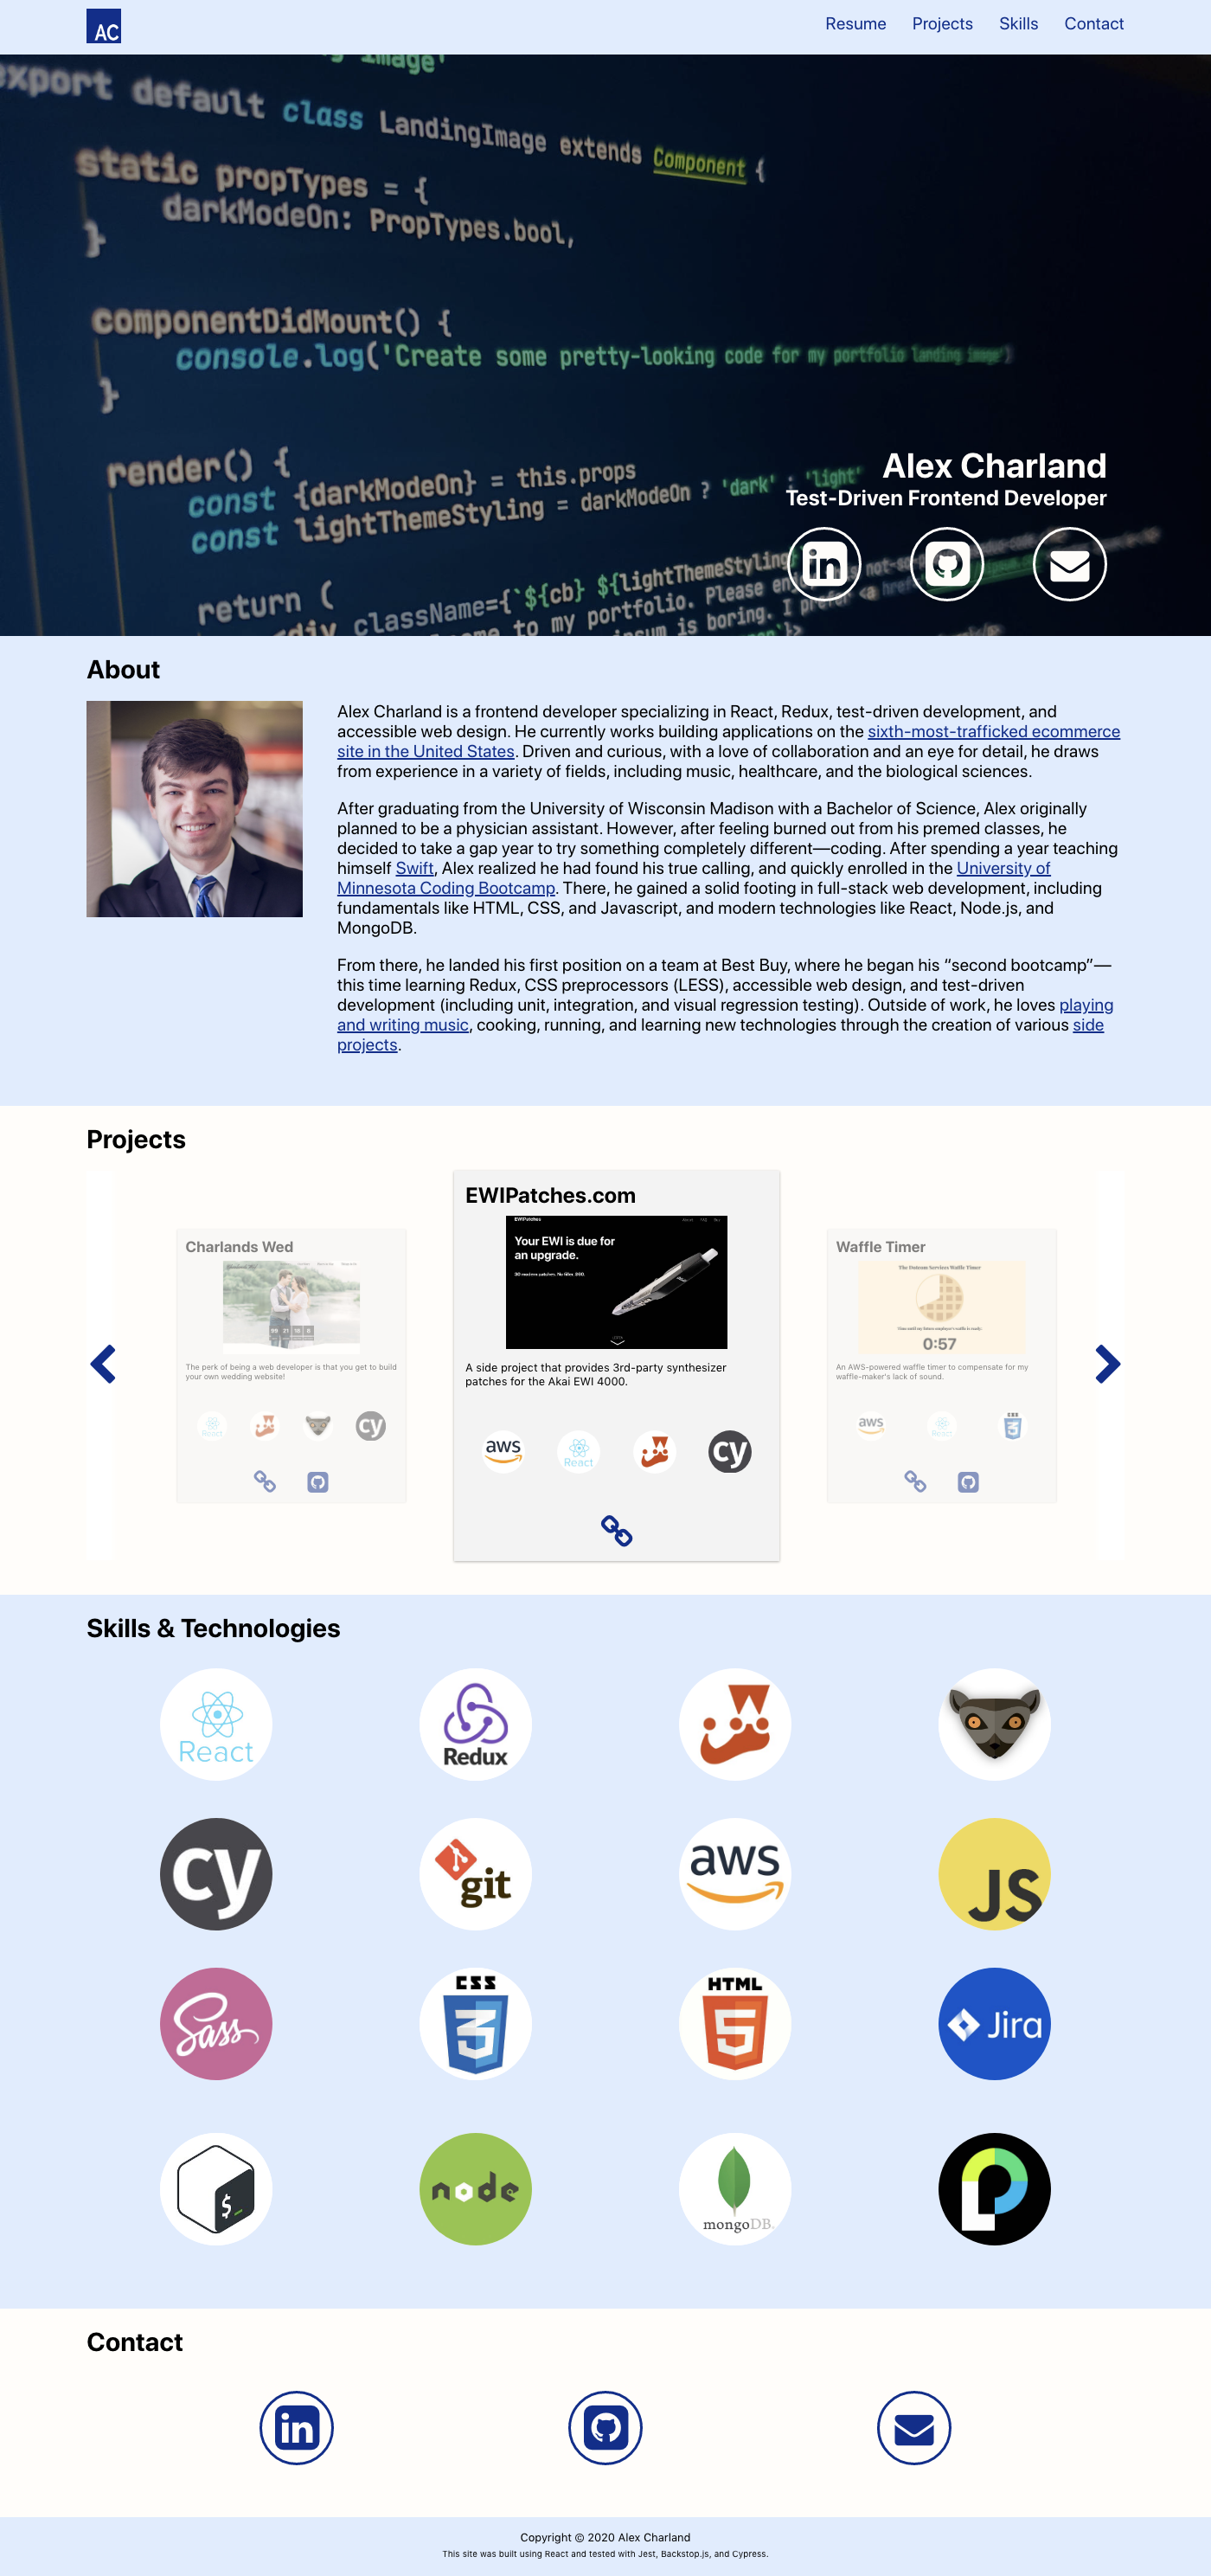 AC
Resume Projects Skills Contact
export default class LandingImage extends Component {
static propTypes = {
darkModeOn: PropTypes.bool,
}
componentDidMount() {
console.log('Create some pretty-looking code for my portfolio landing image')
}
render() {
const {darkModeOn} = this.props
const lightThemeStyling = darkModeOn ? 'dark' : 'light'
return (
className={`${cb} ${lightThemeStyling}
to my portfolio. Please
ipsum is boring. I prefer <a href
Alex Charland
Test-Driven Frontend Developer
in
About
Alex Charland is a frontend developer specializing in React, Redux, test-driven development, and
accessible web design. He currently works building applications on the sixth-most-trafficked ecommerce
site in the United States. Driven and curious, with a love of collaboration and an eye for detail, he draws
from experience in a variety of fields, including music, healthcare, and the biological sciences.
After graduating from the University of Wisconsin Madison with a Bachelor of Science, Alex originally
planned to be a physician assistant. However, after feeling burned out from his premed classes, he
decided to take a gap year to try something completely different—coding. After spending a year teaching
himself Swift, Alex realized he had found his true calling, and quickly enrolled in the University of
Minnesota Coding Bootcamp. There, he gained a solid footing in full-stack web development, including
fundamentals like HTML, CSS, and Javascript, and modern technologies like React, Node.js, and
MongoDB.
From there, he landed his first position on a team at Best Buy, where he began his “second bootcamp”—
this time learning Redux, CSS preprocessors (LESS), accessible web design, and test-driven
development (including unit, integration, and visual regression testing). Outside of work, he loves playing
and writing music, cooking, running, and learning new technologies through the creation of various side
projects.
Projects
Charlands Wed
The perk of being a web developer is that you get to build
your own wedding website!
React cy
EWIPatches.com
EWIPatches
Your EWI is due for
an upgrade.
A side project that provides 3rd-party synthesizer
patches for the Akai EWI 4000.
aws React cy
Waffle Timer
The Dotcom Services Waffle Timer
0:57
An AWS-powered waffle timer to compensate for my
waffle-maker's lack of sound.
aws React CSS 3
Skills & Technologies
React Redux
cy git aws JS
Sass CSS 3 HTML 5 Jira
$_ node mongoDB.
Contact
in
Copyright © 2020 Alex Charland
This site was built using React and tested with Jest, Backstop.js, and Cypress.